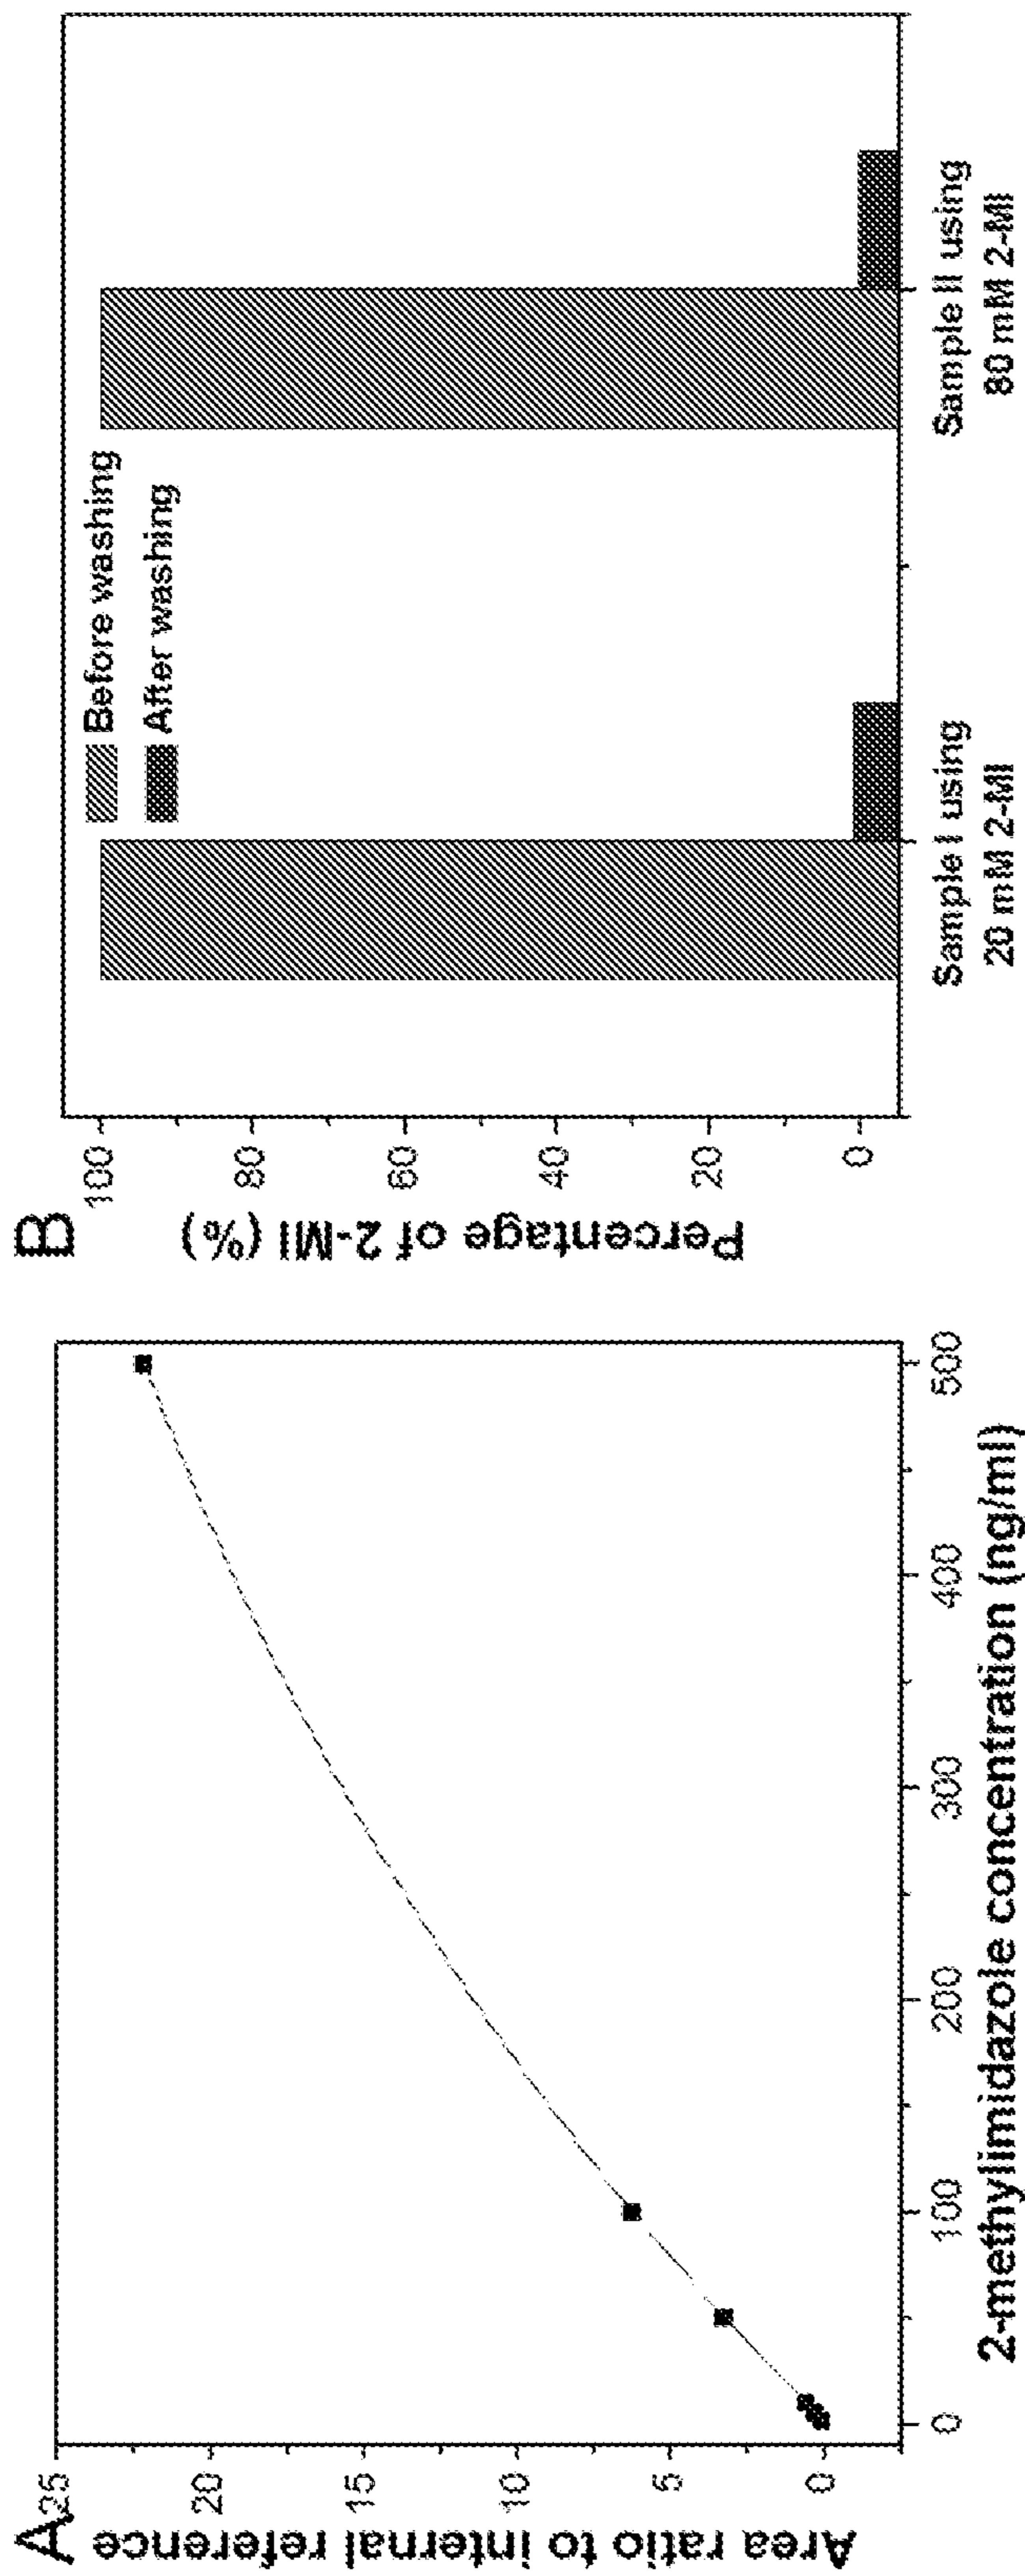 A
25
20
15
10
5
0
Area ratio to internal reference
0
100
200
300
400
500
2-methylimidazole concentration (ng/ml)
B
100
80
60
40
20
0
Percentage of 2-MI (%)
Before washing
After washing
Sample I using
20 mM 2-MI
Sample II using
80 mM 2-MI